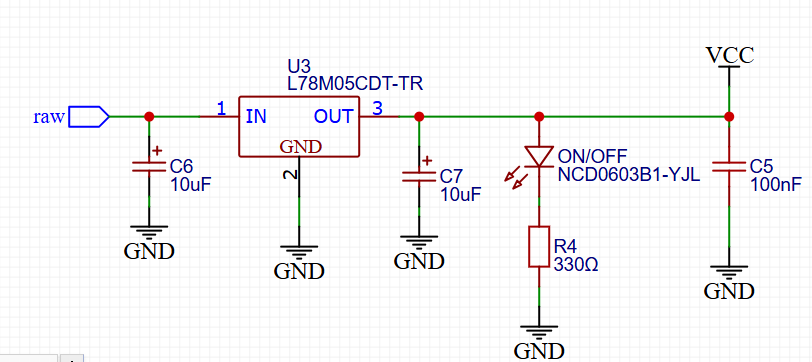 VCC
U3
L78M05CDT-TR
raw
1
IN
OUT
3
GND
2
+
C6
10uF
+
C7
10uF
ON/OFF
NCD0603B1-YJL
C5
100nF
GND
GND
GND
R4
330Ω
GND
GND